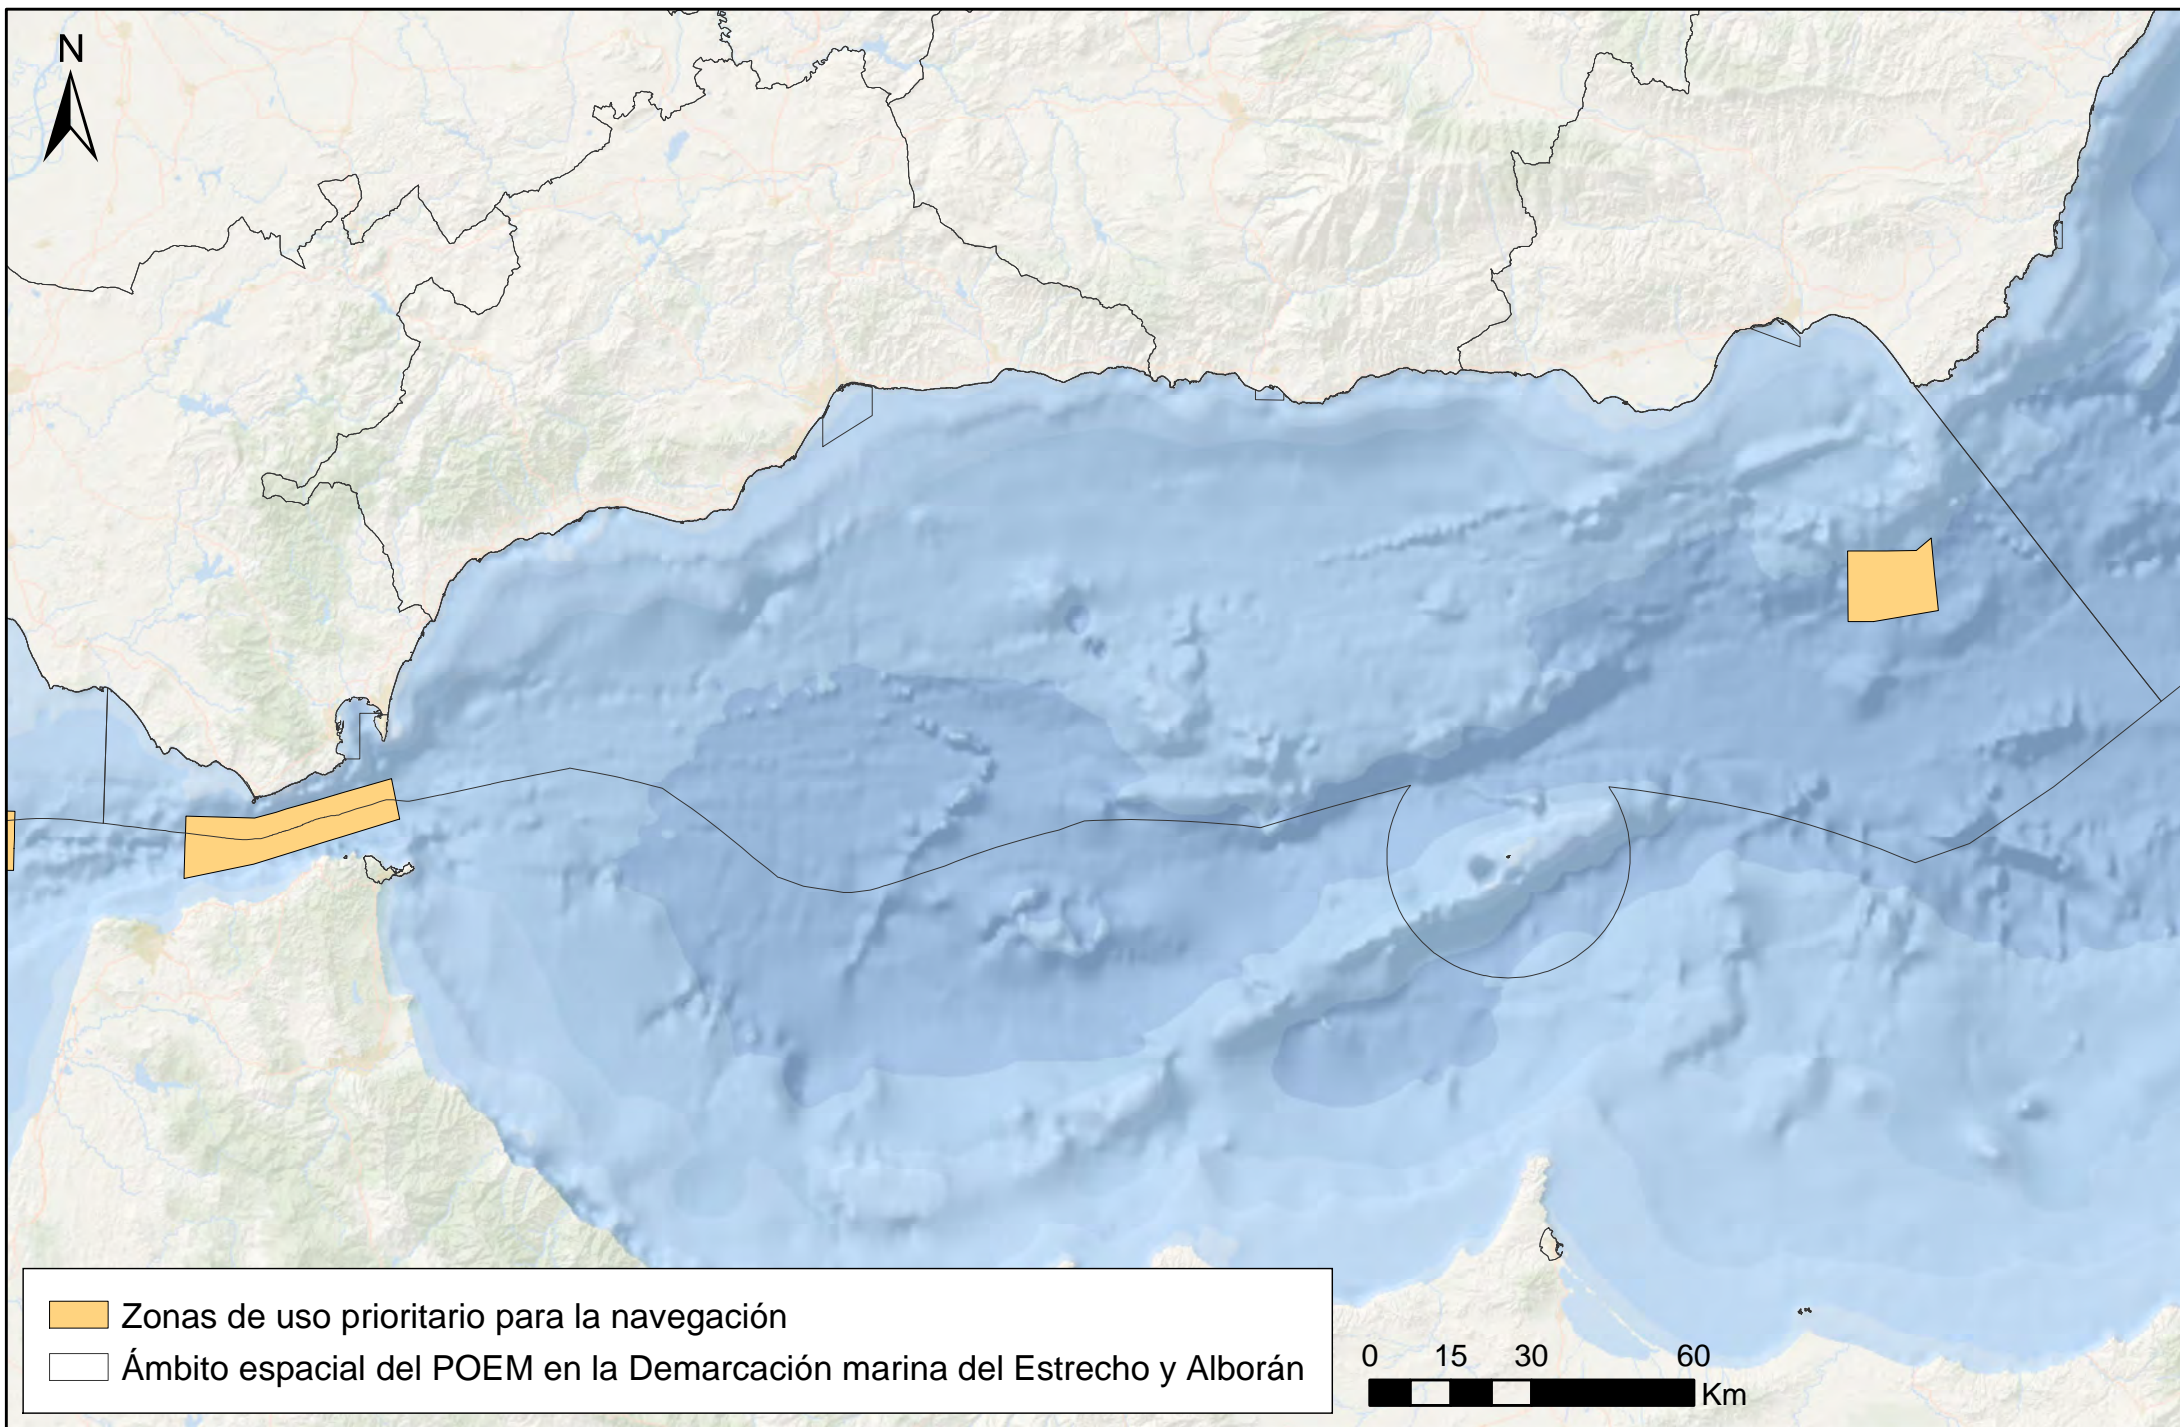 N
Zonas de uso prioritario para la navegación
Ámbito espacial del POEM en la Demarcación marina del Estrecho y Alborán
0 15 30 60
Km